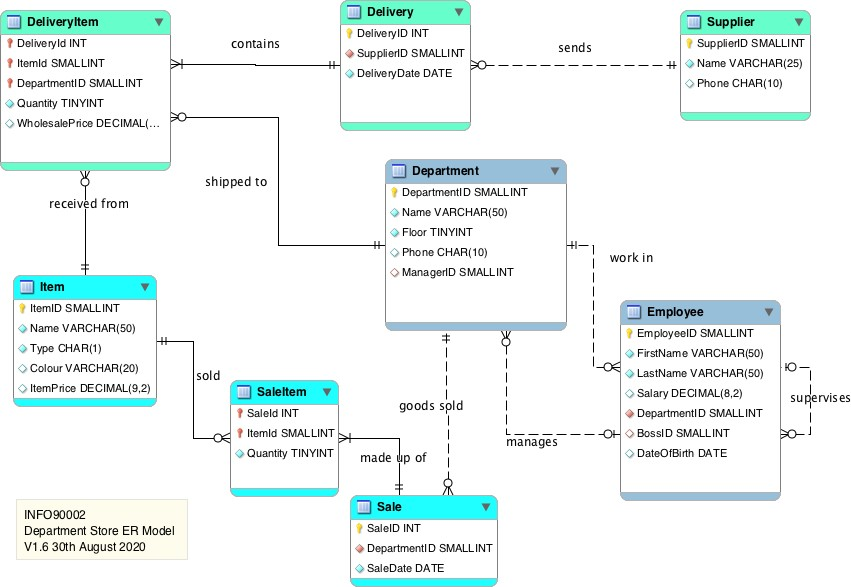 DeliveryItem
DeliveryId INT
ItemId SMALLINT
DepartmentID SMALLINT
Quantity TINYINT
WholesalePrice DECIMAL(...
contains
Delivery
DeliveryID INT
SupplierID SMALLINT
DeliveryDate DATE
sends
Supplier
SupplierID SMALLINT
Name VARCHAR(25)
Phone CHAR(10)
shipped to
received from
Department
DepartmentID SMALLINT
Name VARCHAR(50)
Floor TINYINT
Phone CHAR(10)
ManagerID SMALLINT
work in
Item
ItemID SMALLINT
Name VARCHAR(50)
Type CHAR(1)
Colour VARCHAR(20)
ItemPrice DECIMAL(9,2)
sold
SaleItem
SaleId INT
ItemId SMALLINT
Quantity TINYINT
goods sold
manages
Employee
EmployeeID SMALLINT
FirstName VARCHAR(50)
LastName VARCHAR(50)
Salary DECIMAL(8,2)
DepartmentID SMALLINT
BossID SMALLINT
DateOfBirth DATE
supervises
made up of
Sale
SaleID INT
DepartmentID SMALLINT
SaleDate DATE
INFO90002
Department Store ER Model
V1.6 30th August 2020